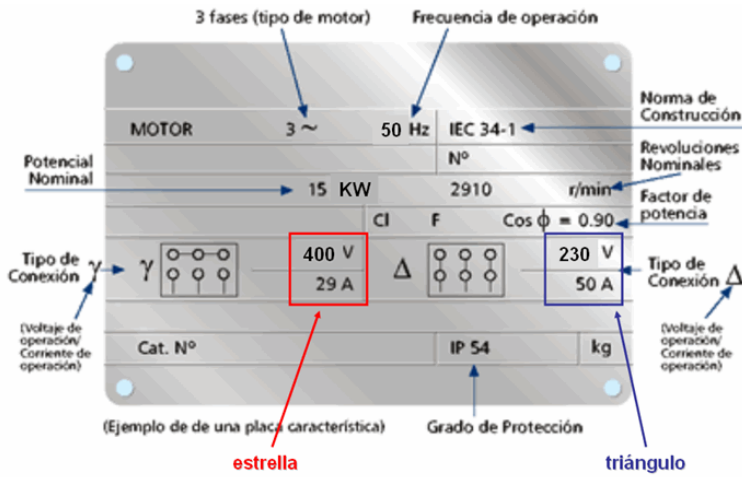 3 fases (tipo de motor)
Frecuencia de operación
Norma de
Construcción
MOTOR 3 ~ 50 Hz IEC 34-1
Nº
Revoluciones
Nominales
Potencial
Nominal
15 KW 2910 r/min
Factor de
potencia
Cl F Cos ϕ = 0.90
Tipo de
Conexión γ
γ 400 V
29 A
Δ 230 V
50 A
Tipo de
Conexión Δ
(Voltaje de
operación/
Corriente de
operación)
(Voltaje de
operación/
Corriente de
operación)
Cat. Nº IP 54 kg
(Ejemplo de de una placa característica)
Grado de Protección
estrella
triángulo